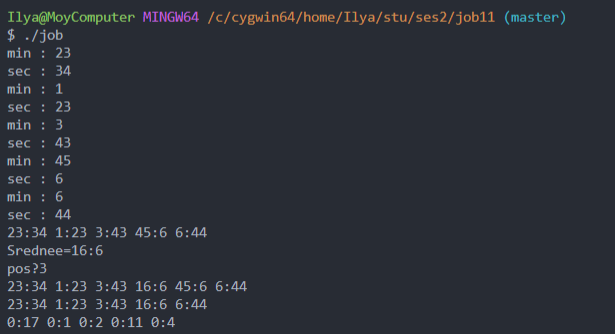 Ilya@MoyComputer MINGW64 /c/cygwin64/home/Ilya/stu/ses2/job11 (master)
$ ./job
min : 23
sec : 34
min : 1
sec : 23
min : 3
sec : 43
min : 45
sec : 6
min : 6
sec : 44
23:34 1:23 3:43 45:6 6:44
Srednee=16:6
pos?3
23:34 1:23 3:43 16:6 45:6 6:44
23:34 1:23 3:43 16:6 6:44
0:17 0:1 0:2 0:11 0:4